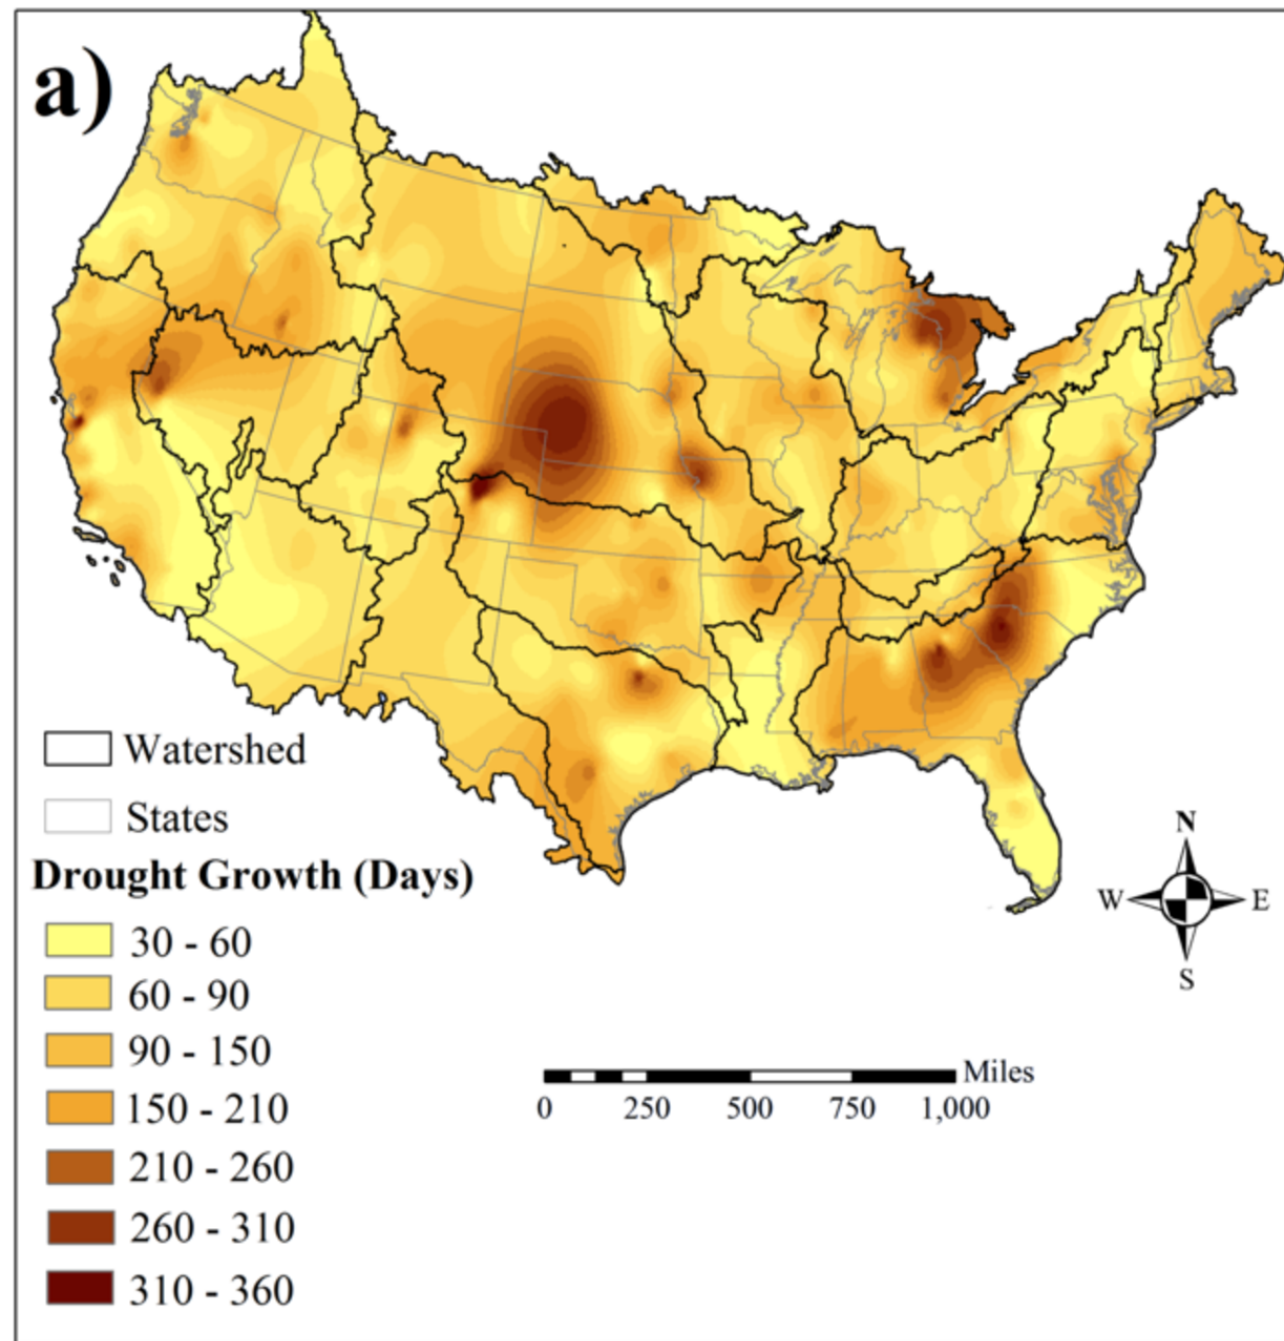 a)
Watershed
States
Drought Growth (Days)
30 - 60
60 - 90
90 - 150
150 - 210
210 - 260
260 - 310
310 - 360
N
W E
S
Miles
0 250 500 750 1,000